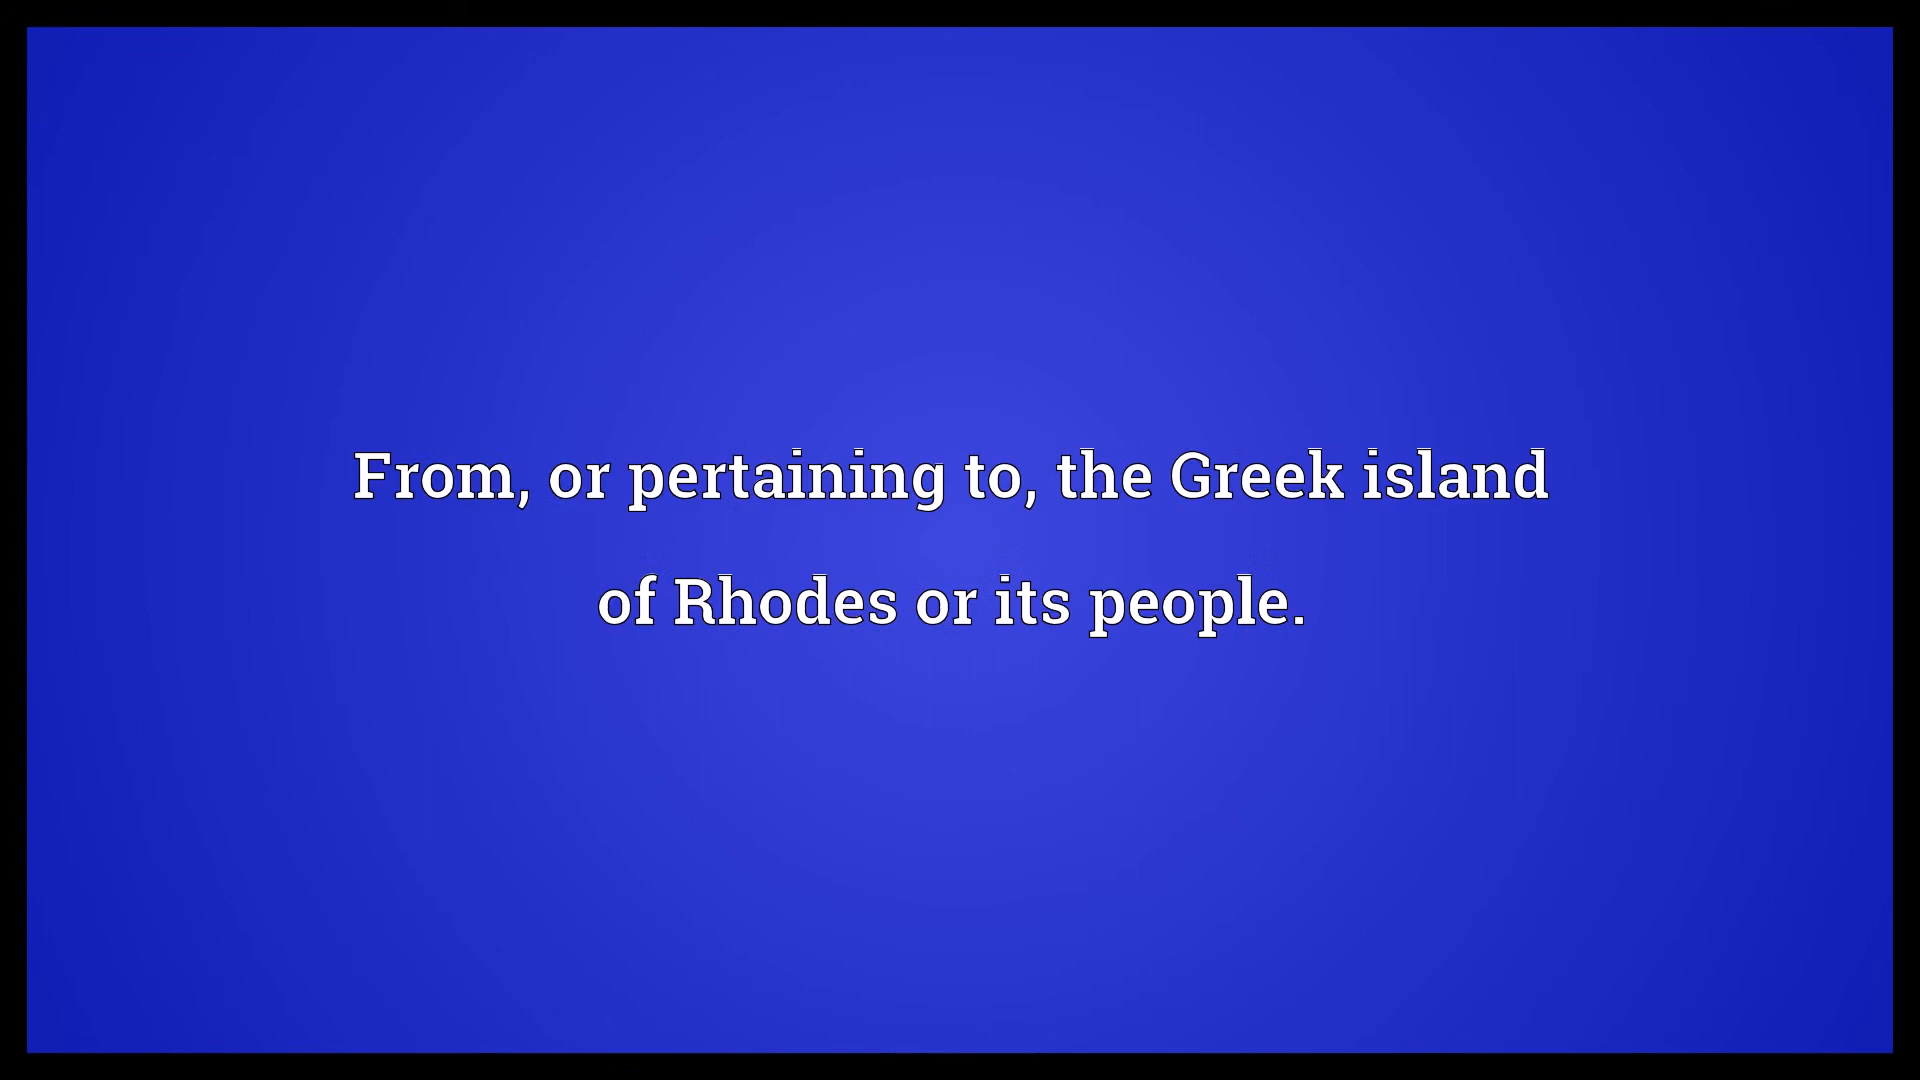 From, or pertaining to, the Greek island
of Rhodes or its people.